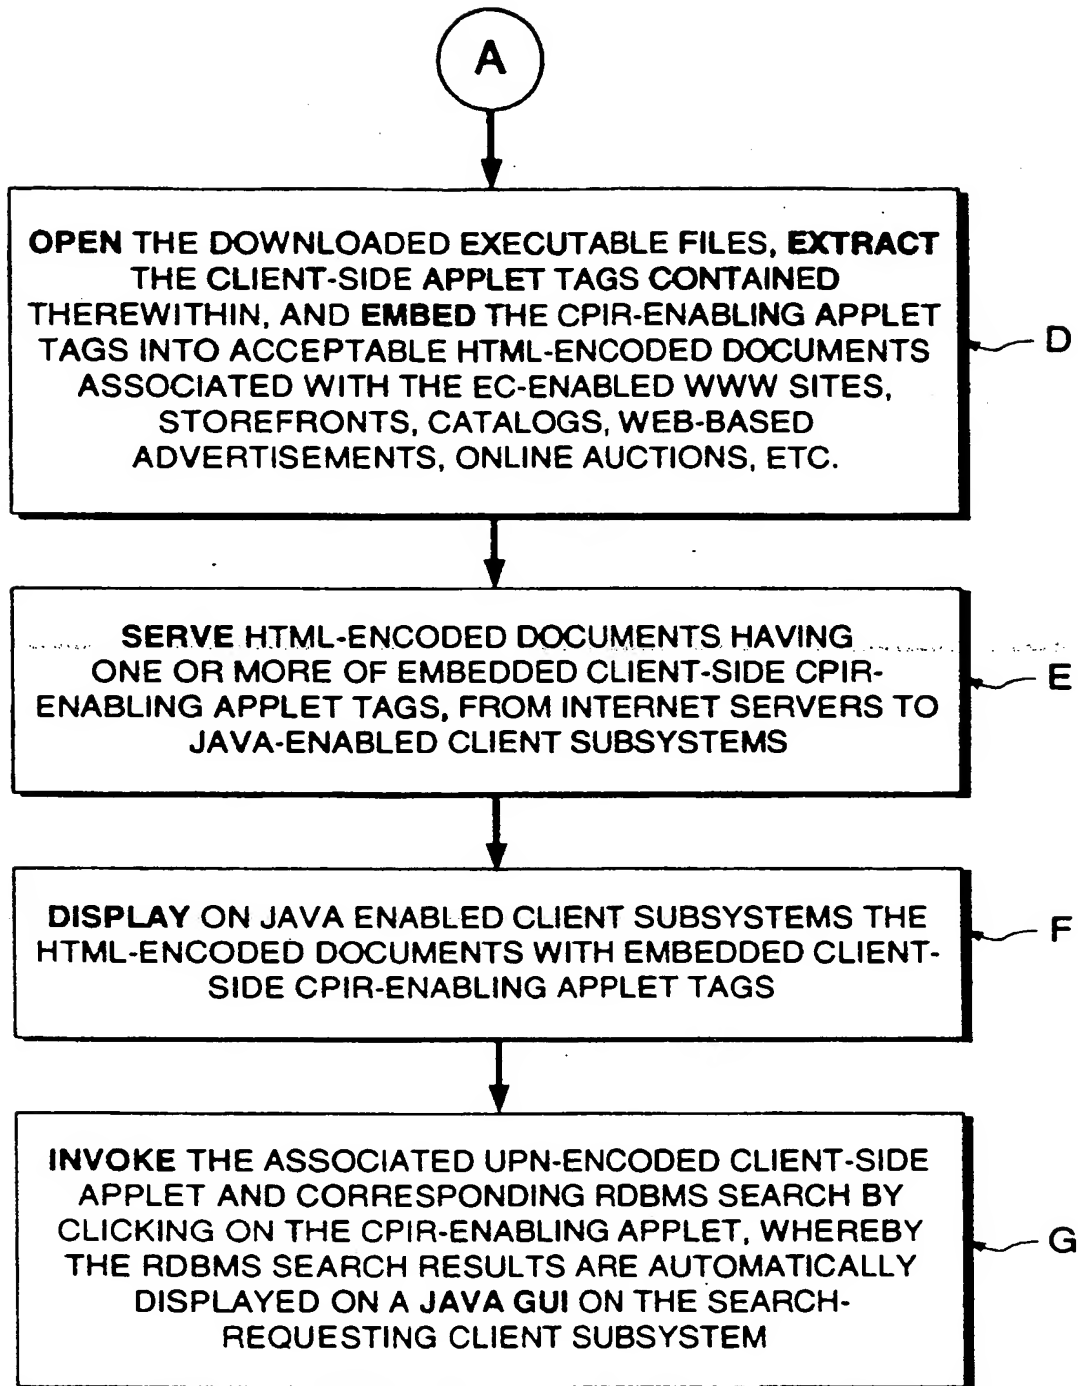 A
OPEN THE DOWNLOADED EXECUTABLE FILES, EXTRACT
THE CLIENT-SIDE APPLET TAGS CONTAINED
THEREWITHIN, AND EMBED THE CPIR-ENABLING APPLET
TAGS INTO ACCEPTABLE HTML-ENCODED DOCUMENTS
ASSOCIATED WITH THE EC-ENABLED WWW SITES,
STOREFRONTS, CATALOGS, WEB-BASED
ADVERTISEMENTS, ONLINE AUCTIONS, ETC.
D
SERVE HTML-ENCODED DOCUMENTS HAVING
ONE OR MORE OF EMBEDDED CLIENT-SIDE CPIR-
ENABLING APPLET TAGS, FROM INTERNET SERVERS TO
JAVA-ENABLED CLIENT SUBSYSTEMS
E
DISPLAY ON JAVA ENABLED CLIENT SUBSYSTEMS THE
HTML-ENCODED DOCUMENTS WITH EMBEDDED CLIENT-
SIDE CPIR-ENABLING APPLET TAGS
F
INVOKE THE ASSOCIATED UPN-ENCODED CLIENT-SIDE
APPLET AND CORRESPONDING RDBMS SEARCH BY
CLICKING ON THE CPIR-ENABLING APPLET, WHEREBY
THE RDBMS SEARCH RESULTS ARE AUTOMATICALLY
DISPLAYED ON A JAVA GUI ON THE SEARCH-
REQUESTING CLIENT SUBSYSTEM
G